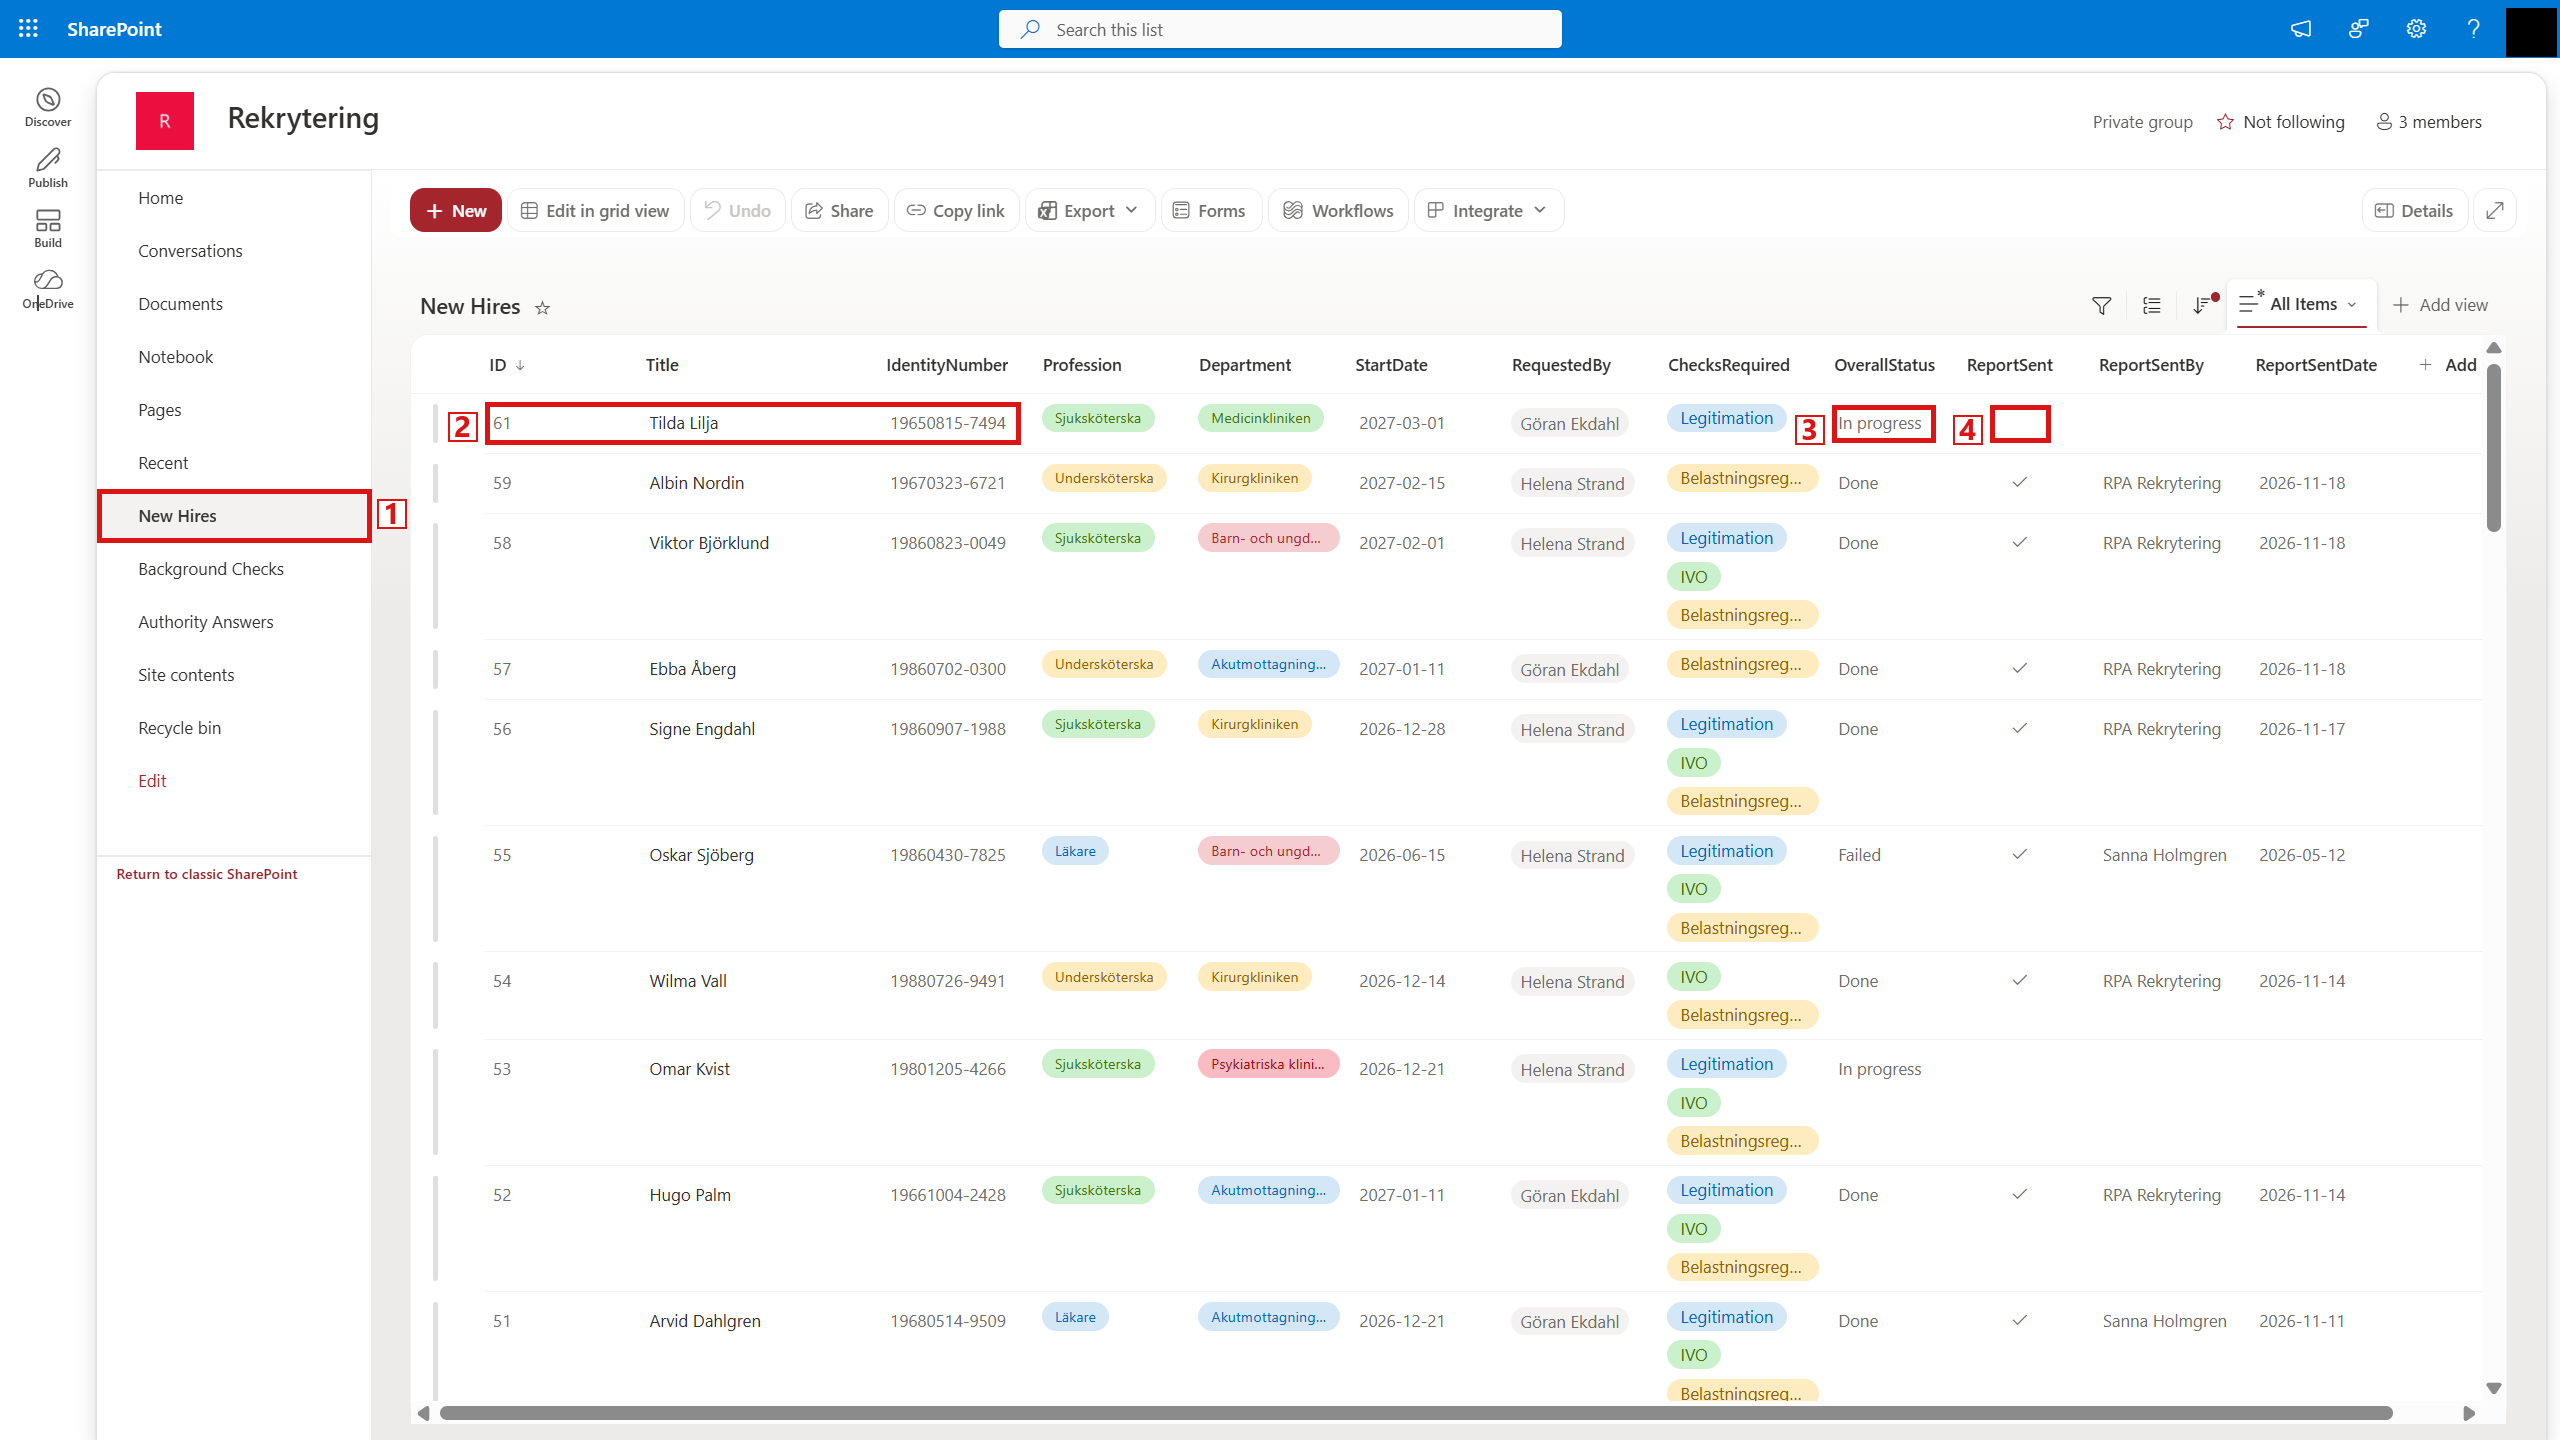 SharePoint
Search this list
Discover
Publish
Build
OneDrive
R
Rekrytering
Private group
Not following
3 members
Home
Conversations
Documents
Notebook
Pages
Recent
New Hires
1
Background Checks
Authority Answers
Site contents
Recycle bin
Edit
Return to classic SharePoint
New
Edit in grid view
Undo
Share
Copy link
Export
Forms
Workflows
Integrate
Details
New Hires
All Items
Add view
ID Title IdentityNumber Profession Department StartDate RequestedBy ChecksRequired OverallStatus ReportSent ReportSentBy ReportSentDate Add
2 61 Tilda Lilja 19650815-7494 Sjuksköterska Medicinkliniken 2027-03-01 Göran Ekdahl Legitimation 3 In progress 4
59 Albin Nordin 19670323-6721 Undersköterska Kirurgkliniken 2027-02-15 Helena Strand Belastningsreg... Done RPA Rekrytering 2026-11-18
58 Viktor Björklund 19860823-0049 Sjuksköterska Barn- och ungd... 2027-02-01 Helena Strand Legitimation Done RPA Rekrytering 2026-11-18
IVO
Belastningsreg...
57 Ebba Åberg 19860702-0300 Undersköterska Akutmottagning... 2027-01-11 Göran Ekdahl Belastningsreg... Done RPA Rekrytering 2026-11-18
56 Signe Engdahl 19860907-1988 Sjuksköterska Kirurgkliniken 2026-12-28 Helena Strand Legitimation Done RPA Rekrytering 2026-11-17
IVO
Belastningsreg...
55 Oskar Sjöberg 19860430-7825 Läkare Barn- och ungd... 2026-06-15 Helena Strand Legitimation Failed Sanna Holmgren 2026-05-12
IVO
Belastningsreg...
54 Wilma Vall 19880726-9491 Undersköterska Kirurgkliniken 2026-12-14 Helena Strand IVO Done RPA Rekrytering 2026-11-14
Belastningsreg...
53 Omar Kvist 19801205-4266 Sjuksköterska Psykiatriska klini... 2026-12-21 Helena Strand Legitimation In progress
IVO
Belastningsreg...
52 Hugo Palm 19661004-2428 Sjuksköterska Akutmottagning... 2027-01-11 Göran Ekdahl Legitimation Done RPA Rekrytering 2026-11-14
IVO
Belastningsreg...
51 Arvid Dahlgren 19680514-9509 Läkare Akutmottagning... 2026-12-21 Göran Ekdahl Legitimation Done Sanna Holmgren 2026-11-11
IVO
Belastningsreg...